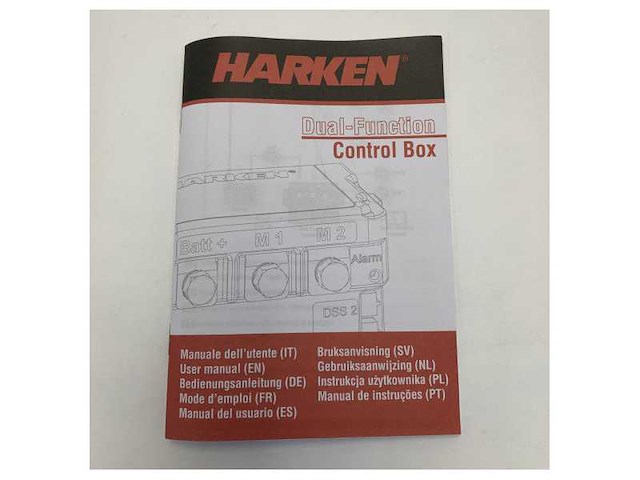 HARKEN®
Dual-Function
Control Box
HARKEN
Batt + M 1 M 2
Alarm
DSS 2
Manuale dell'utente (IT)
User manual (EN)
Bedienungsanleitung (DE)
Mode d'emploi (FR)
Manual del usuario (ES)
Bruksanvisning (SV)
Gebruiksaanwijzing (NL)
Instrukcja użytkownika (PL)
Manual de instruções (PT)